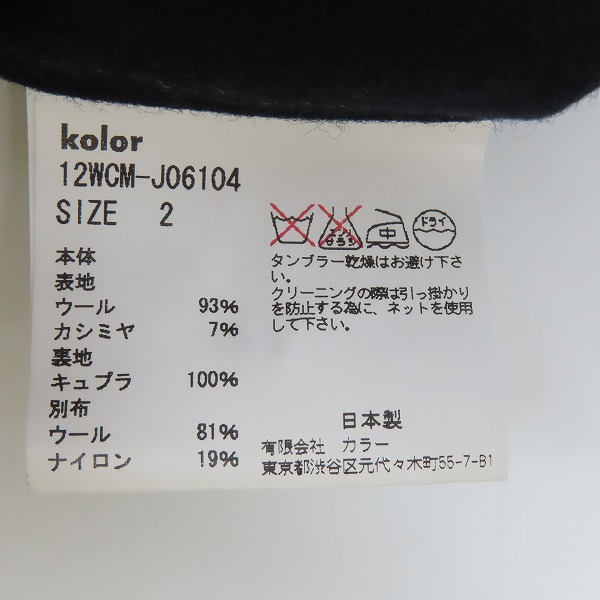 kolor
12WCM-J06104
SIZE 2
本体
表地
ウール 93%
カシミヤ 7%
裏地
キュプラ 100%
別布
ウール 81%
ナイロン 19%
中
ドライ
タンブラー乾燥はお避け下さ
い。
クリーニングの際は引っ掛かり
を防止する為に、ネットを使用
して下さい。
日本製
有限会社 カラー
東京都渋谷区元代々木町55-7-B1